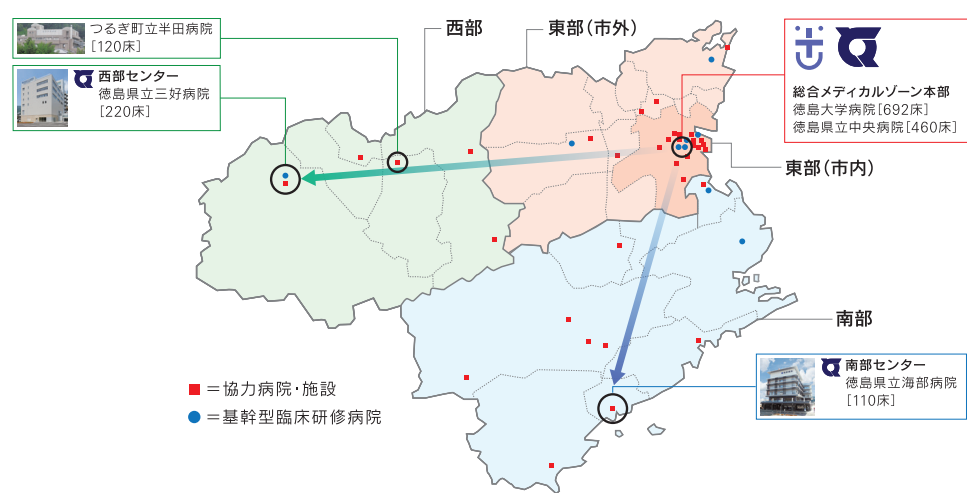 つるぎ町立半田病院
[120床]
西部センター
徳島県立三好病院
[220床]
西部
東部（市外）
総合メディカルゾーン本部
徳島大学病院[692床]
徳島県立中央病院[460床]
東部（市内）
南部
南部センター
徳島県立海部病院
[110床]
■＝協力病院・施設
●＝基幹型臨床研修病院